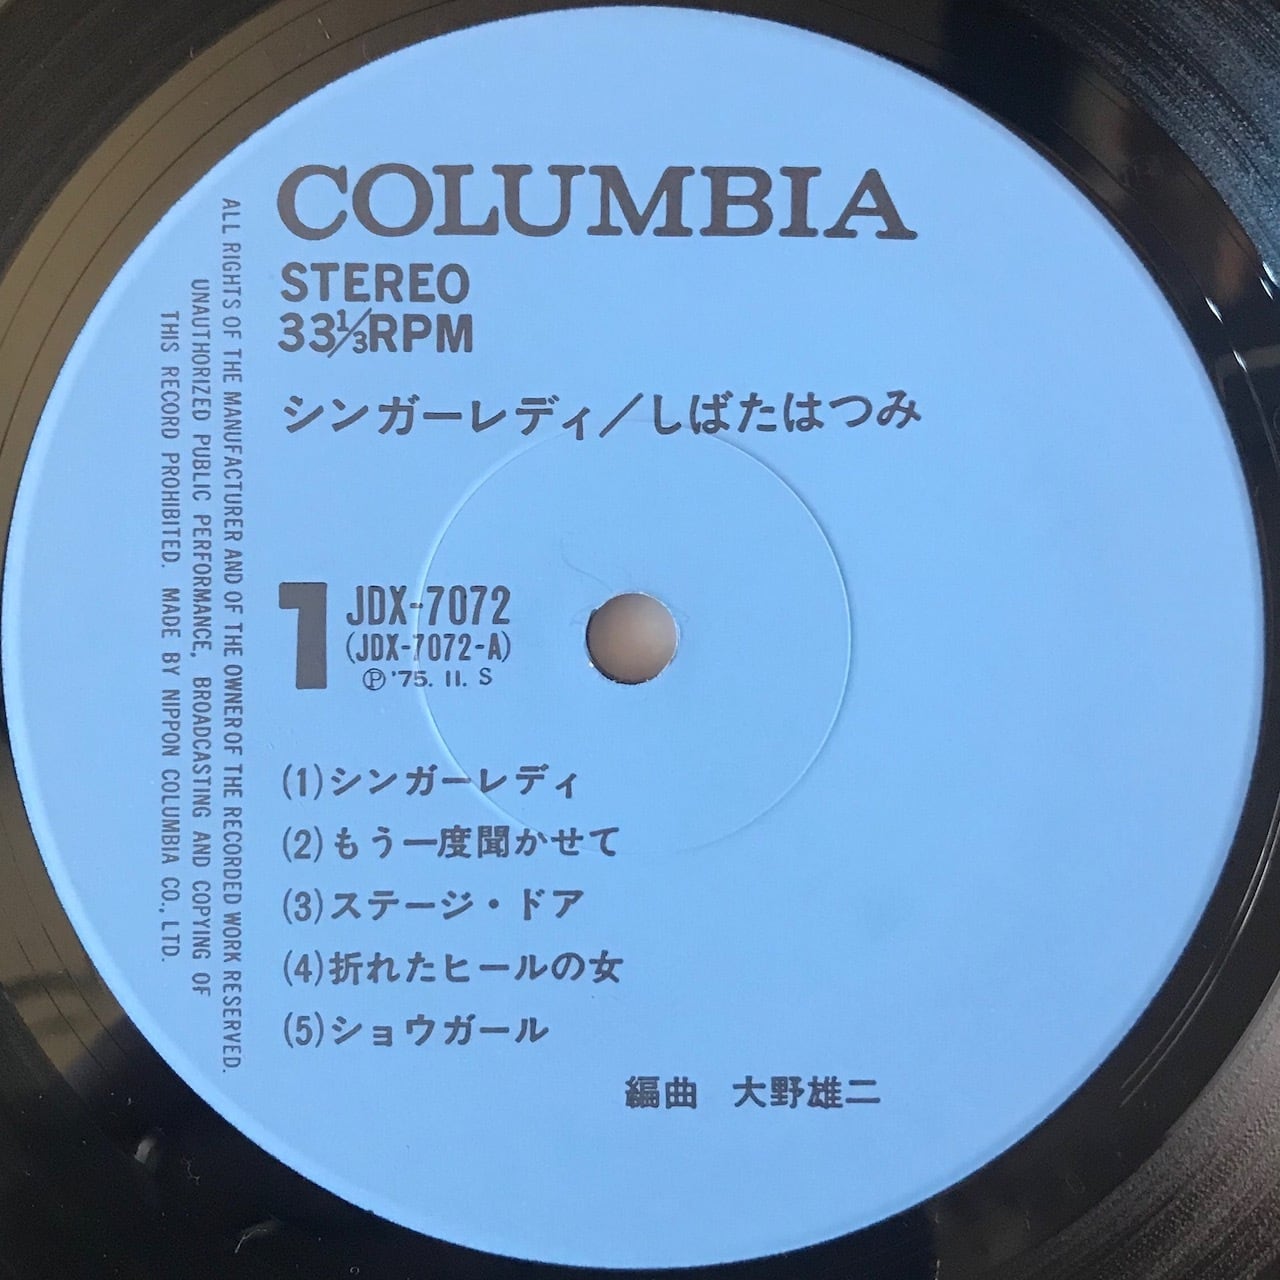 COLUMBIA
STEREO
33⅓RPM
シンガーレディ／しばたはつみ
1
JDX-7072
(JDX-7072-A)
Ⓟ'75. 11. S
(1)シンガーレディ
(2)もう一度聞かせて
(3)ステージ・ドア
(4)折れたヒールの女
(5)ショウガール
編曲 大野雄二
ALL RIGHTS OF THE MANUFACTURER AND OF THE OWNER OF THE RECORDED WORK RESERVED.
UNAUTHORIZED PUBLIC PERFORMANCE, BROADCASTING AND COPYING OF
THIS RECORD PROHIBITED. MADE BY NIPPON COLUMBIA CO., LTD.